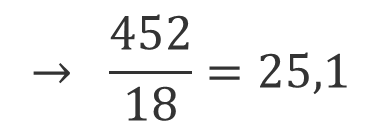 → 452/18 = 25,1